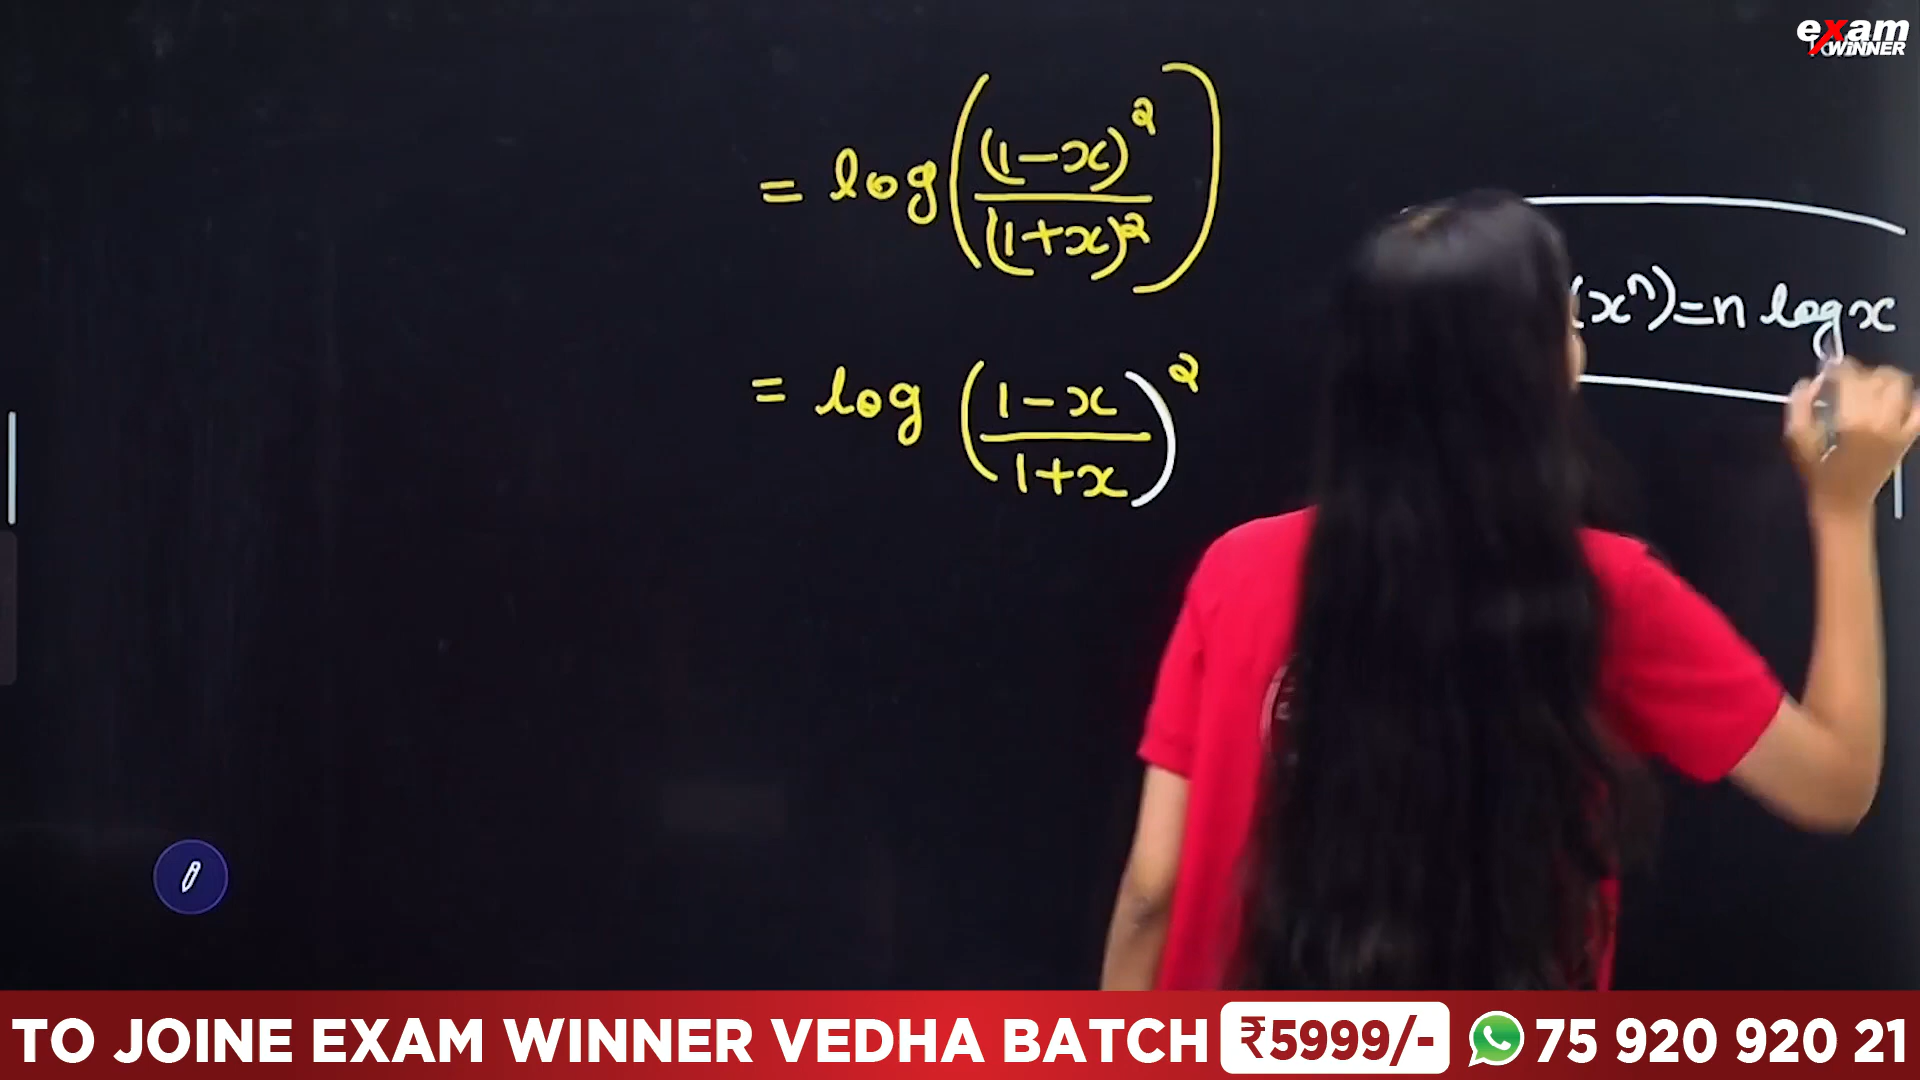 exam
WINNER
= log((1-x)²/(1+x)²)
(xⁿ)=n log x
= log ((1-x)/(1+x))²
TO JOINE EXAM WINNER VEDHA BATCH ₹5999/- 75 920 920 21